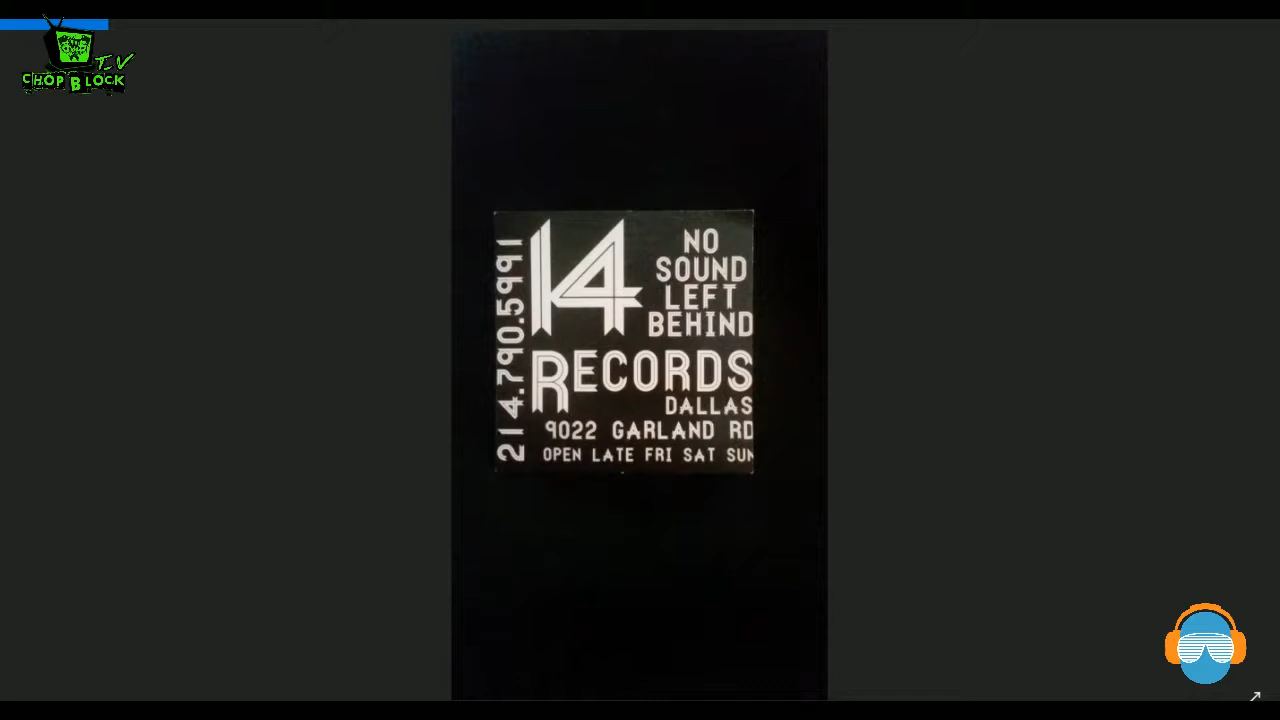 TV
CHOP BLOCK
214.790.5991
14
NO
SOUND
LEFT
BEHIND
RECORDS
DALLAS
9022 GARLAND RD
OPEN LATE FRI SAT SUN